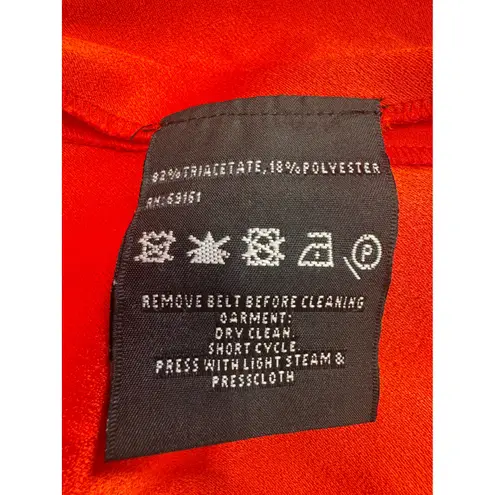 82% TRIACETATE, 18% POLYESTER
RN: 69161
P
REMOVE BELT BEFORE CLEANING
GARMENT:
DRY CLEAN.
SHORT CYCLE.
PRESS WITH LIGHT STEAM &
PRESSCLOTH